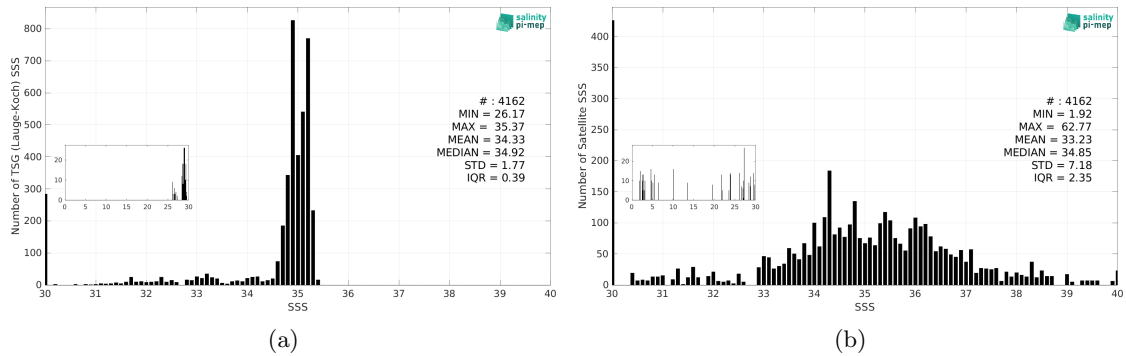 salinity
pi-mep
Number of TSG (Lauge-Koch) SSS
800
700
600
500
400
300
200
100
0
# : 4162
MIN = 26.17
MAX = 35.37
MEAN = 34.33
MEDIAN = 34.92
STD = 1.77
IQR = 0.39
20
10
0
0 5 10 15 20 25 30
30 31 32 33 34 35 36 37 38 39 40
SSS
(a)
salinity
pi-mep
Number of Satellite SSS
400
350
300
250
200
150
100
50
0
# : 4162
MIN = 1.92
MAX = 62.77
MEAN = 33.23
MEDIAN = 34.85
STD = 7.18
IQR = 2.35
20
10
0
0 5 10 15 20 25 30
30 31 32 33 34 35 36 37 38 39 40
SSS
(b)